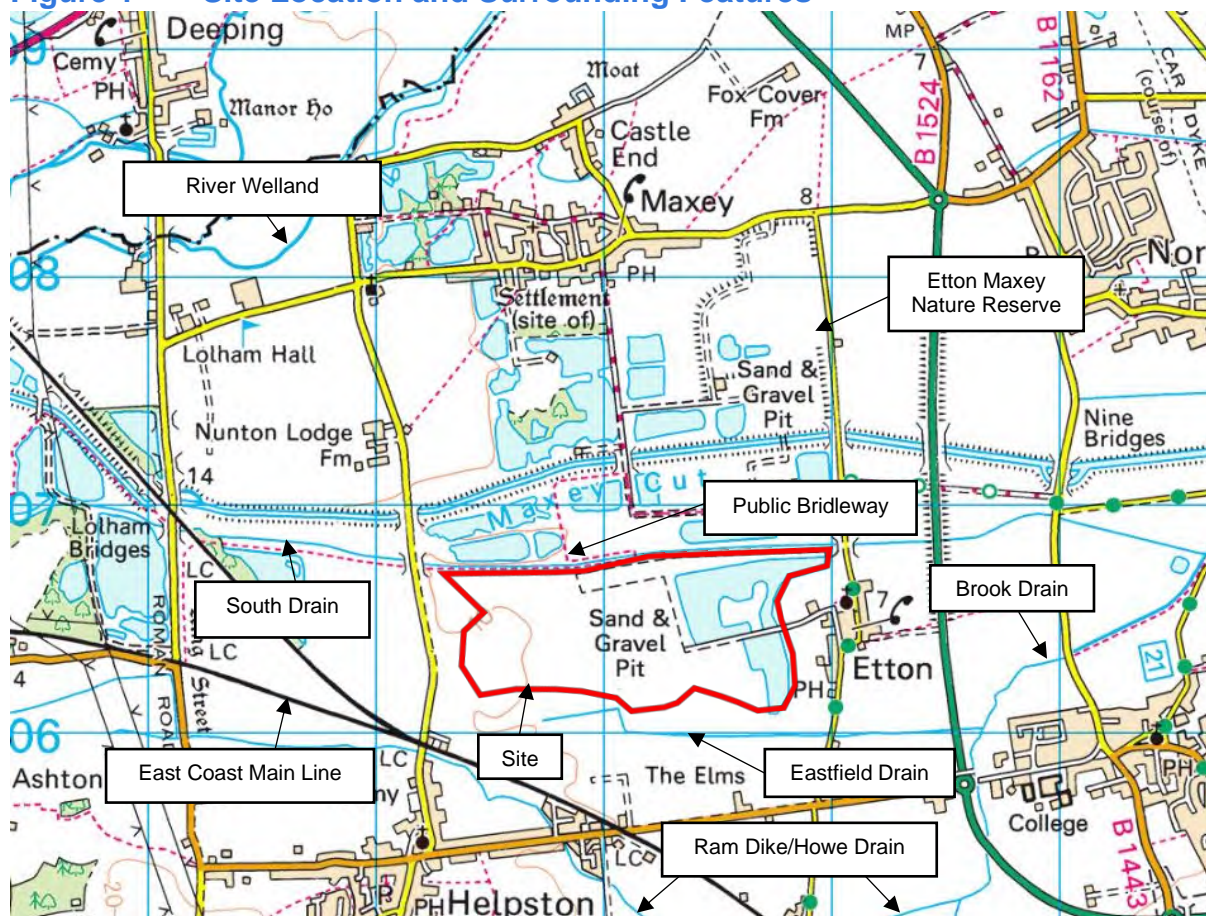 Figure 1 Site Location and Surrounding Features
Deeping
Cemy
PH
Manor Ho
Moat
Fox Cover
Fm
MP
7
B 1524
B 1162
CAR DYKE
(course of)
River Welland
Castle
End
Maxey
8
08
PH
Settlement
(site of)
Etton Maxey
Nature Reserve
Nor
Lolham Hall
Sand &
Gravel
Pit
Nunton Lodge
Fm
Nine
Bridges
14
07
Lolham
Bridges
Maxey Cut
Public Bridleway
LC
South Drain
ROMAN ROAD
Street
LC
Sand &
Gravel
Pit
7
Brook Drain
Etton
PH
21
4
06
Ashton
East Coast Main Line
LC
Site
The Elms
Eastfield Drain
PH
College
B 1443
LC
Ram Dike/Howe Drain
20
PH
Helpston